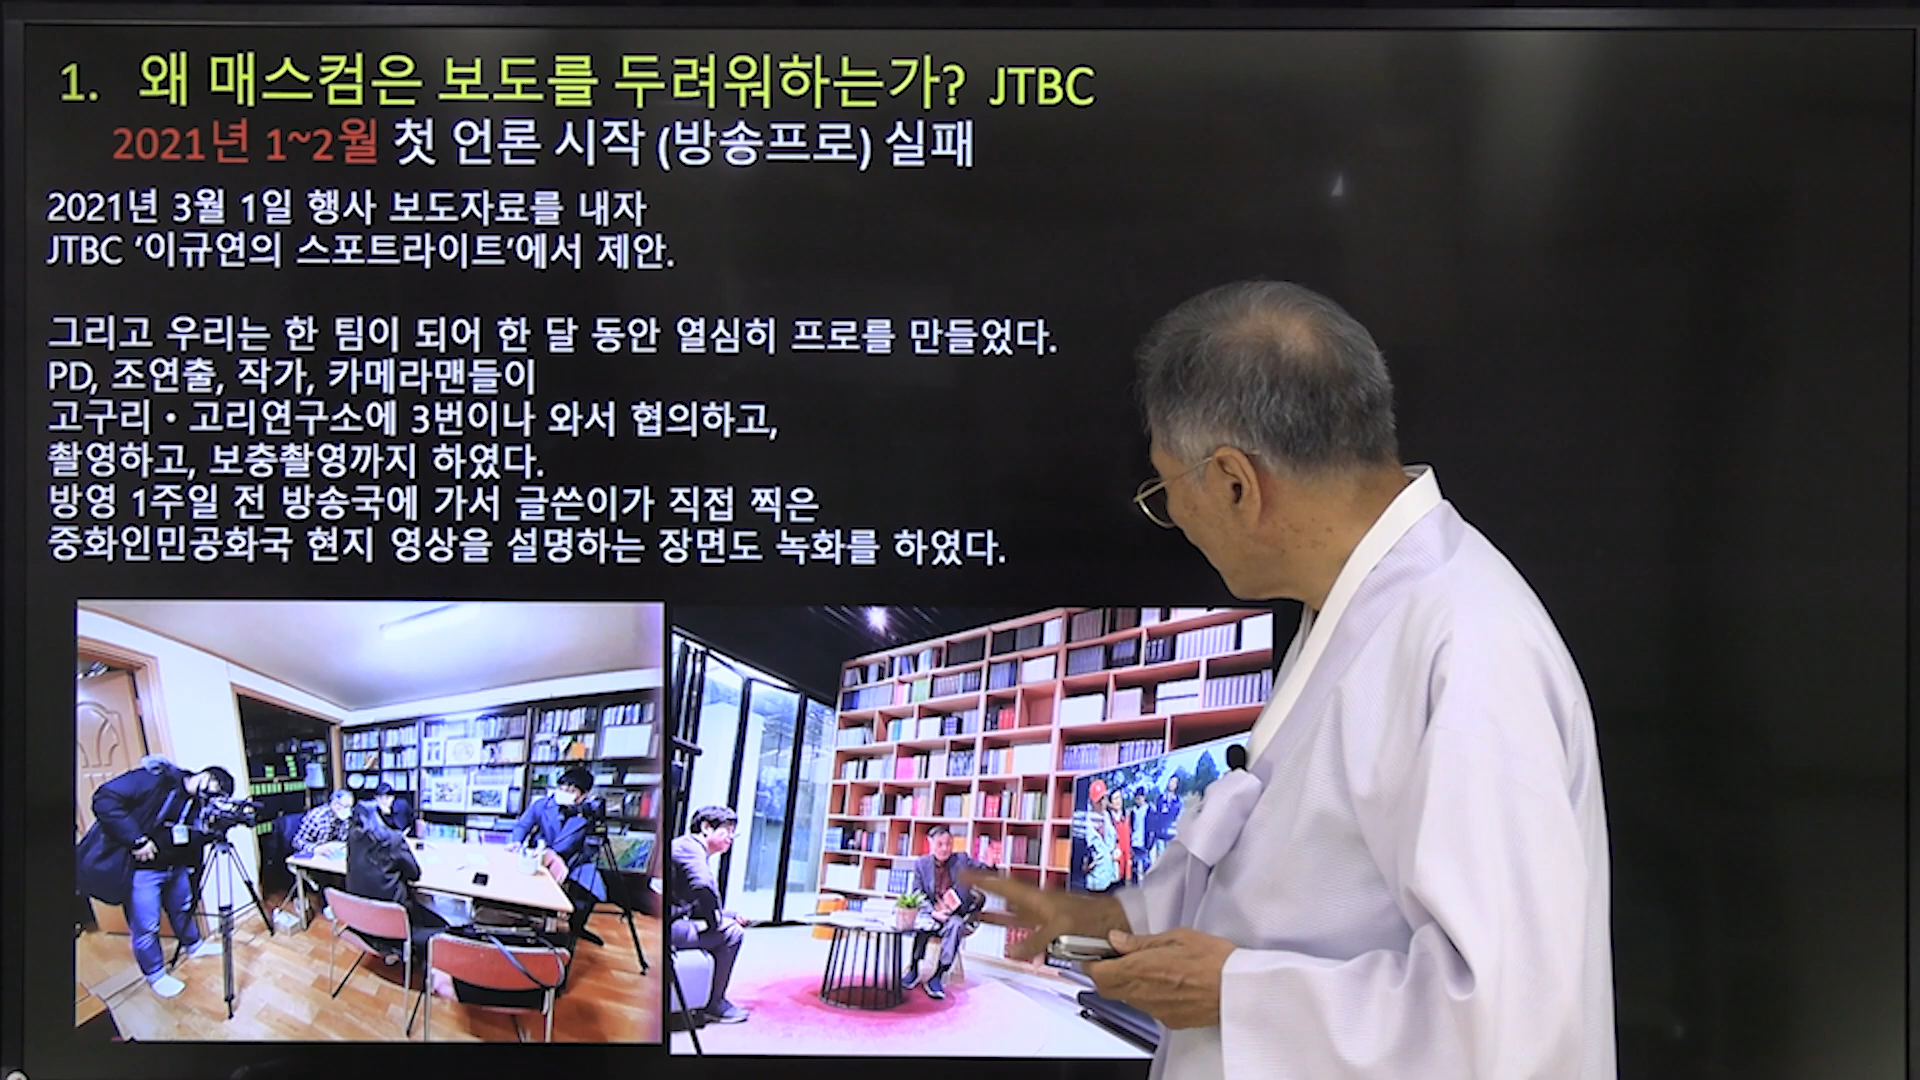 1. 왜 매스컴은 보도를 두려워하는가? JTBC
2021년 1~2월 첫 언론 시작 (방송프로) 실패
2021년 3월 1일 행사 보도자료를 내자
JTBC '이규연의 스포트라이트'에서 제안.
그리고 우리는 한 팀이 되어 한 달 동안 열심히 프로를 만들었다.
PD, 조연출, 작가, 카메라맨들이
고구리・고리연구소에 3번이나 와서 협의하고,
촬영하고, 보충촬영까지 하였다.
방영 1주일 전 방송국에 가서 글쓴이가 직접 찍은
중화인민공화국 현지 영상을 설명하는 장면도 녹화를 하였다.